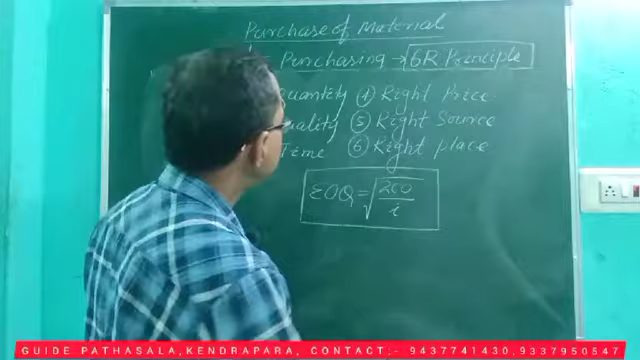 Purchase of Material
Purchasing → 6R Principle
Quantity ④ Right Price
Quality ⑤ Right Source
Time ⑥ Right place
EOQ = √2co/i
GUIDE PATHASALA,KENDRAPARA, CONTACT:- 9437741430,9337950547